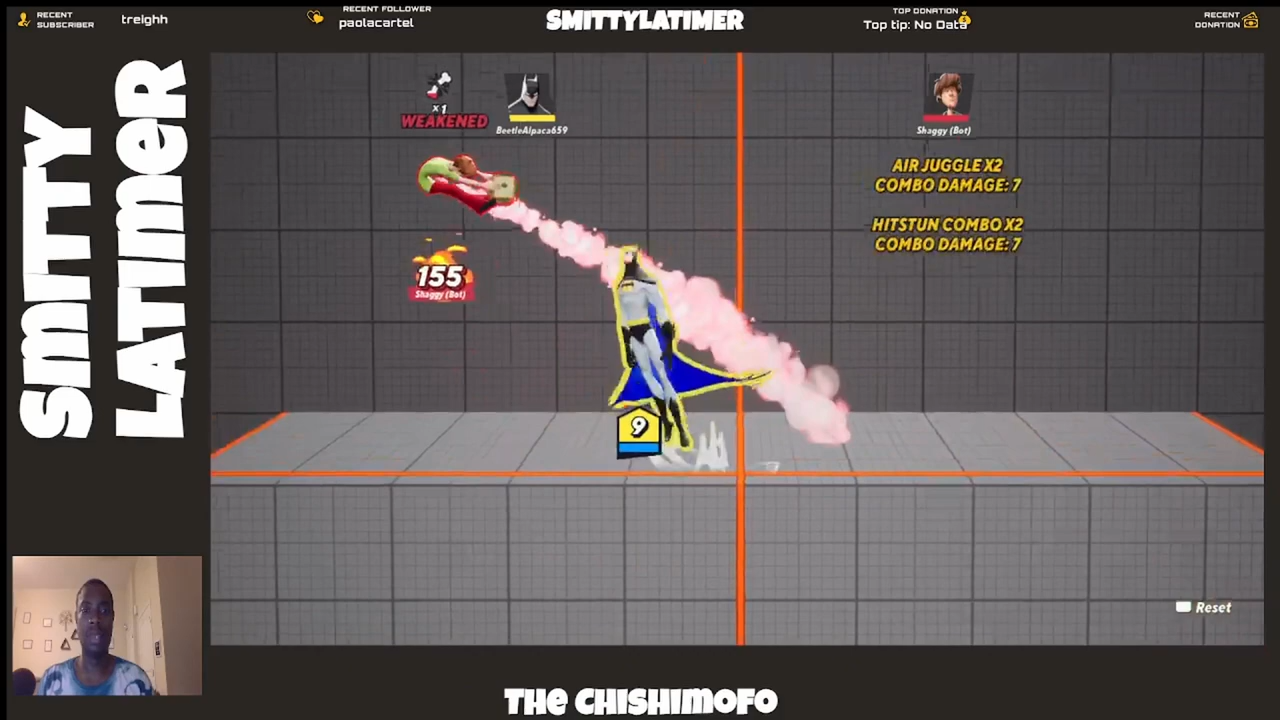 RECENT
SUBSCRIBER
treighh
RECENT FOLLOWER
paolacartel
SMITTYLATIMER
TOP DONATION
Top tip: No Data
RECENT
DONATION
SMITTY
LATIMER
x1
WEAKENED
BeetleAlpaca659
Shaggy (Bot)
AIR JUGGLE X2
COMBO DAMAGE: 7
HITSTUN COMBO X2
COMBO DAMAGE: 7
155
Shaggy (Bot)
9
Reset
THE CHISHIMOFO